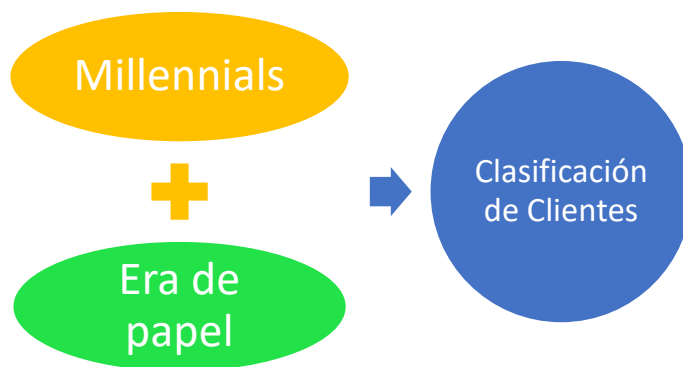 Millennials
Era de
papel
Clasificación
de Clientes